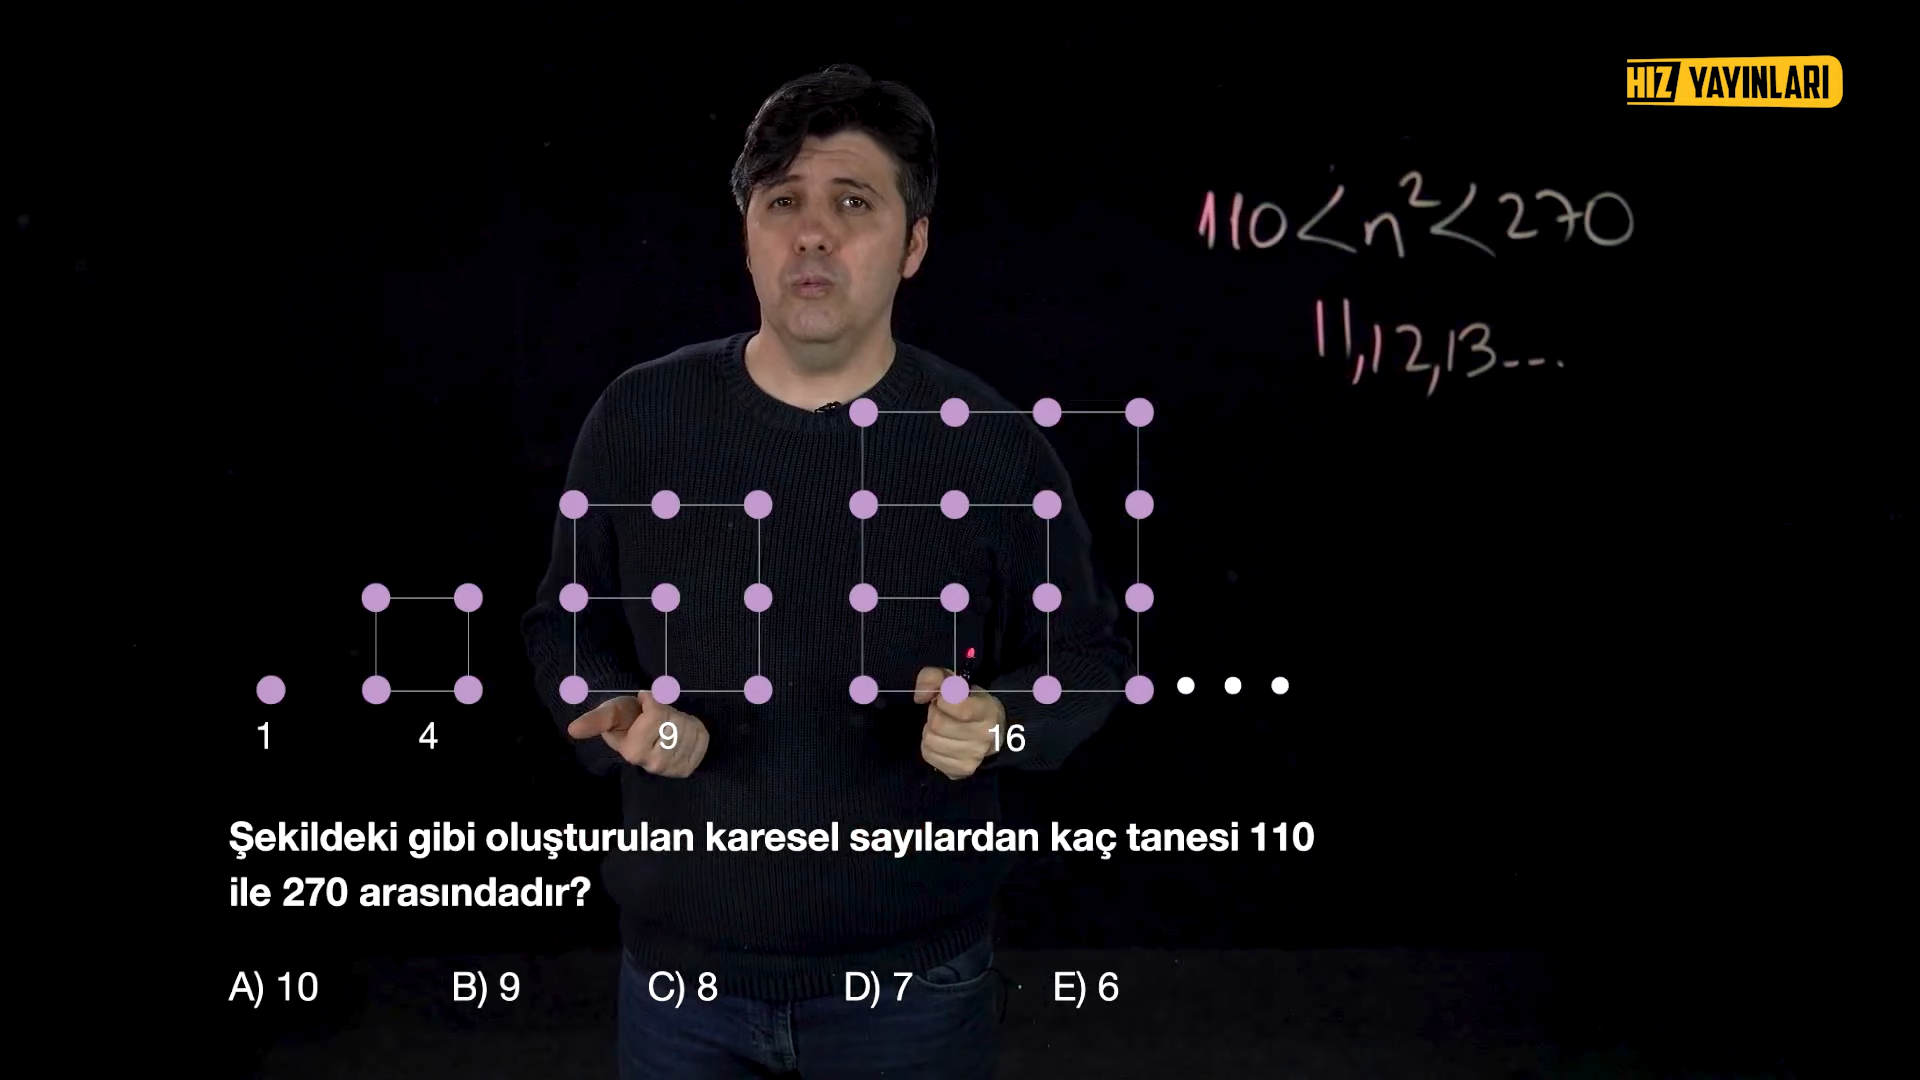 HIZ YAYINLARI
110<n²<270
11,12,13---.
1 4 9 16
Şekildeki gibi oluşturulan karesel sayılardan kaç tanesi 110
ile 270 arasındadır?
A) 10 B) 9 C) 8 D) 7 E) 6